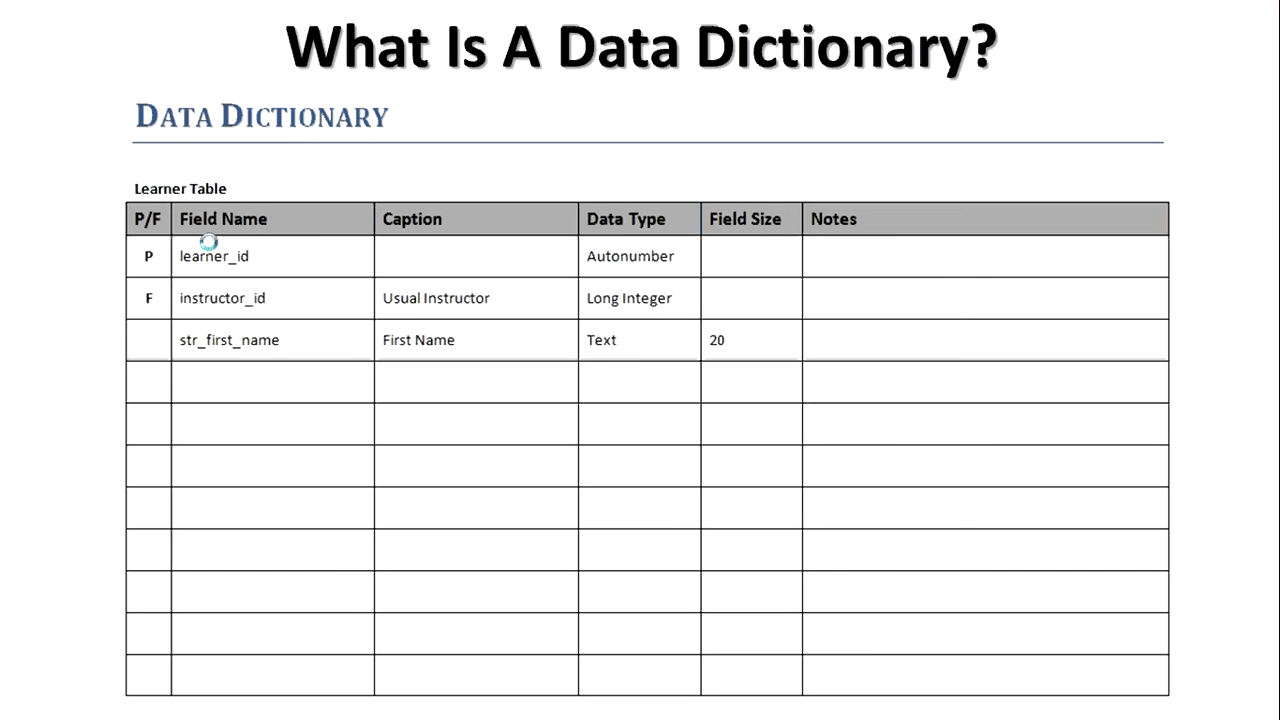 What Is A Data Dictionary?
DATA DICTIONARY
Learner Table
P/F Field Name Caption Data Type Field Size Notes
P learner_id Autonumber
F instructor_id Usual Instructor Long Integer
str_first_name First Name Text 20